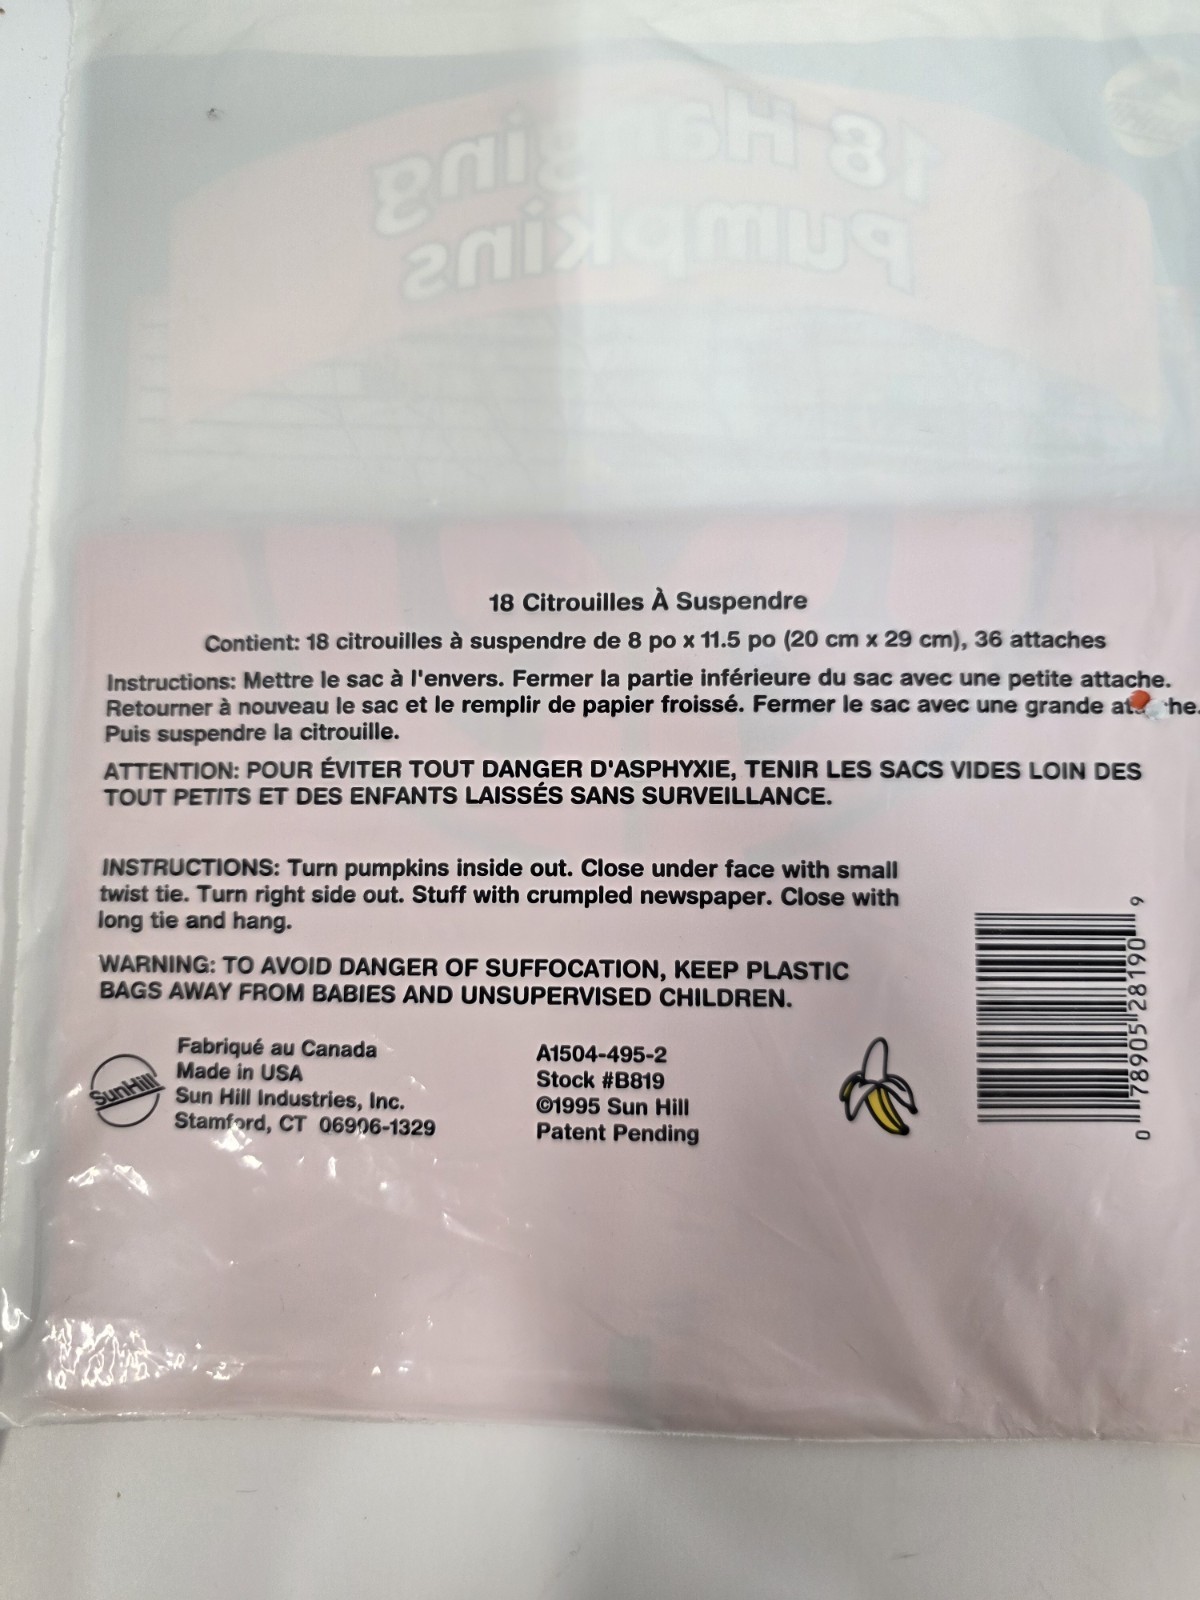 18 Hanging
Pumpkins
18 Citrouilles À Suspendre
Contient: 18 citrouilles à suspendre de 8 po x 11.5 po (20 cm x 29 cm), 36 attaches
Instructions: Mettre le sac à l'envers. Fermer la partie inférieure du sac avec une petite attache.
Retourner à nouveau le sac et le remplir de papier froissé. Fermer le sac avec une grande attache.
Puis suspendre la citrouille.
ATTENTION: POUR ÉVITER TOUT DANGER D'ASPHYXIE, TENIR LES SACS VIDES LOIN DES
TOUT PETITS ET DES ENFANTS LAISSÉS SANS SURVEILLANCE.
INSTRUCTIONS: Turn pumpkins inside out. Close under face with small
twist tie. Turn right side out. Stuff with crumpled newspaper. Close with
long tie and hang.
WARNING: TO AVOID DANGER OF SUFFOCATION, KEEP PLASTIC
BAGS AWAY FROM BABIES AND UNSUPERVISED CHILDREN.
SunHill
Fabriqué au Canada
Made in USA
Sun Hill Industries, Inc.
Stamford, CT 06906-1329
A1504-495-2
Stock #B819
©1995 Sun Hill
Patent Pending
0 78905 28190 9